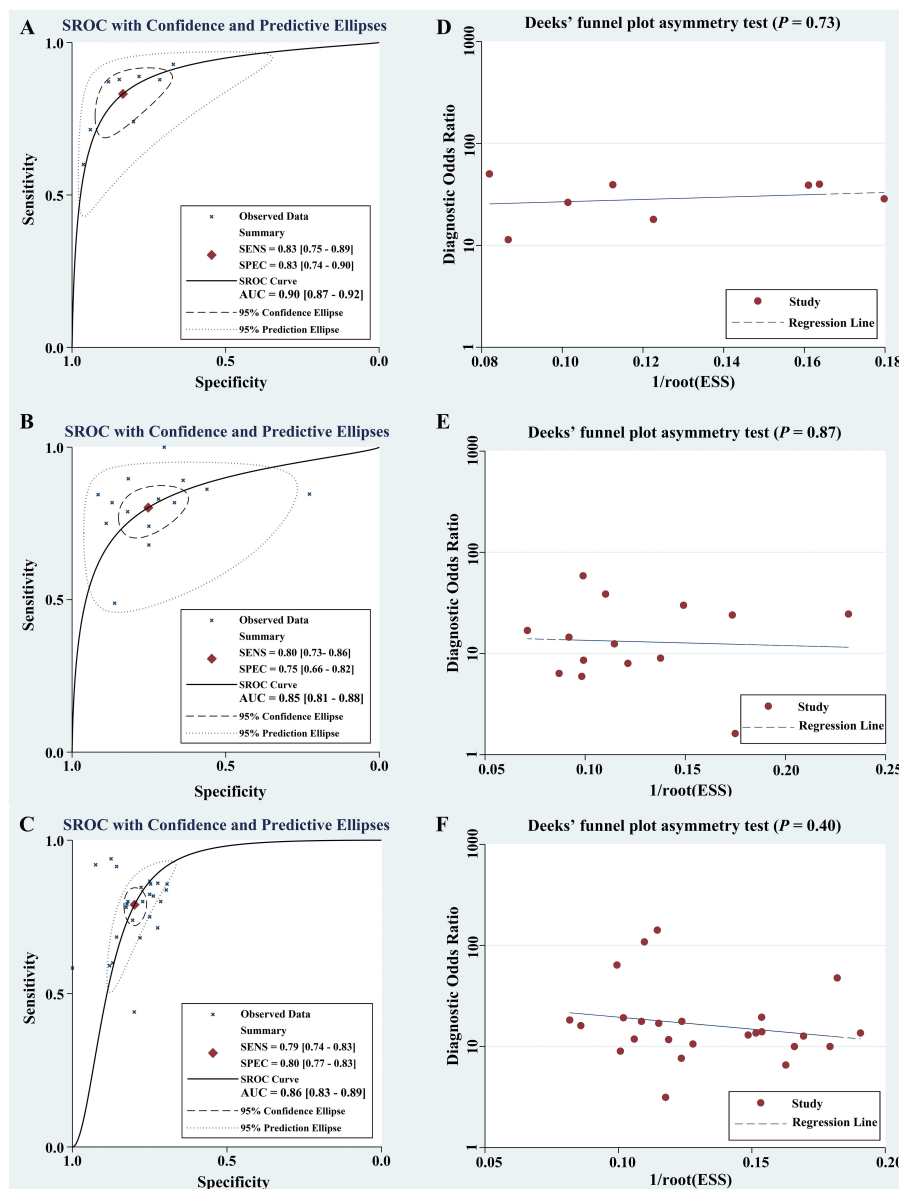 A
SROC with Confidence and Predictive Ellipses
1.0
0.5
0.0
Sensitivity
1.0
0.5
0.0
Specificity
Observed Data
Summary
SENS = 0.83 [0.75 - 0.89]
SPEC = 0.83 [0.74 - 0.90]
SROC Curve
AUC = 0.90 [0.87 - 0.92]
95% Confidence Ellipse
95% Prediction Ellipse
D
Deeks' funnel plot asymmetry test (P = 0.73)
1000
100
10
1
Diagnostic Odds Ratio
0.08
0.10
0.12
0.14
0.16
0.18
1/root(ESS)
Study
Regression Line
B
SROC with Confidence and Predictive Ellipses
1.0
0.5
0.0
Sensitivity
1.0
0.5
0.0
Specificity
Observed Data
Summary
SENS = 0.80 [0.73- 0.86]
SPEC = 0.75 [0.66 - 0.82]
SROC Curve
AUC = 0.85 [0.81 - 0.88]
95% Confidence Ellipse
95% Prediction Ellipse
E
Deeks' funnel plot asymmetry test (P = 0.87)
1000
100
10
1
Diagnostic Odds Ratio
0.05
0.10
0.15
0.20
0.25
1/root(ESS)
Study
Regression Line
C
SROC with Confidence and Predictive Ellipses
1.0
0.5
0.0
Sensitivity
1.0
0.5
0.0
Specificity
Observed Data
Summary
SENS = 0.79 [0.74 - 0.83]
SPEC = 0.80 [0.77 - 0.83]
SROC Curve
AUC = 0.86 [0.83 - 0.89]
95% Confidence Ellipse
95% Prediction Ellipse
F
Deeks' funnel plot asymmetry test (P = 0.40)
1000
100
10
1
Diagnostic Odds Ratio
0.05
0.10
0.15
0.20
1/root(ESS)
Study
Regression Line